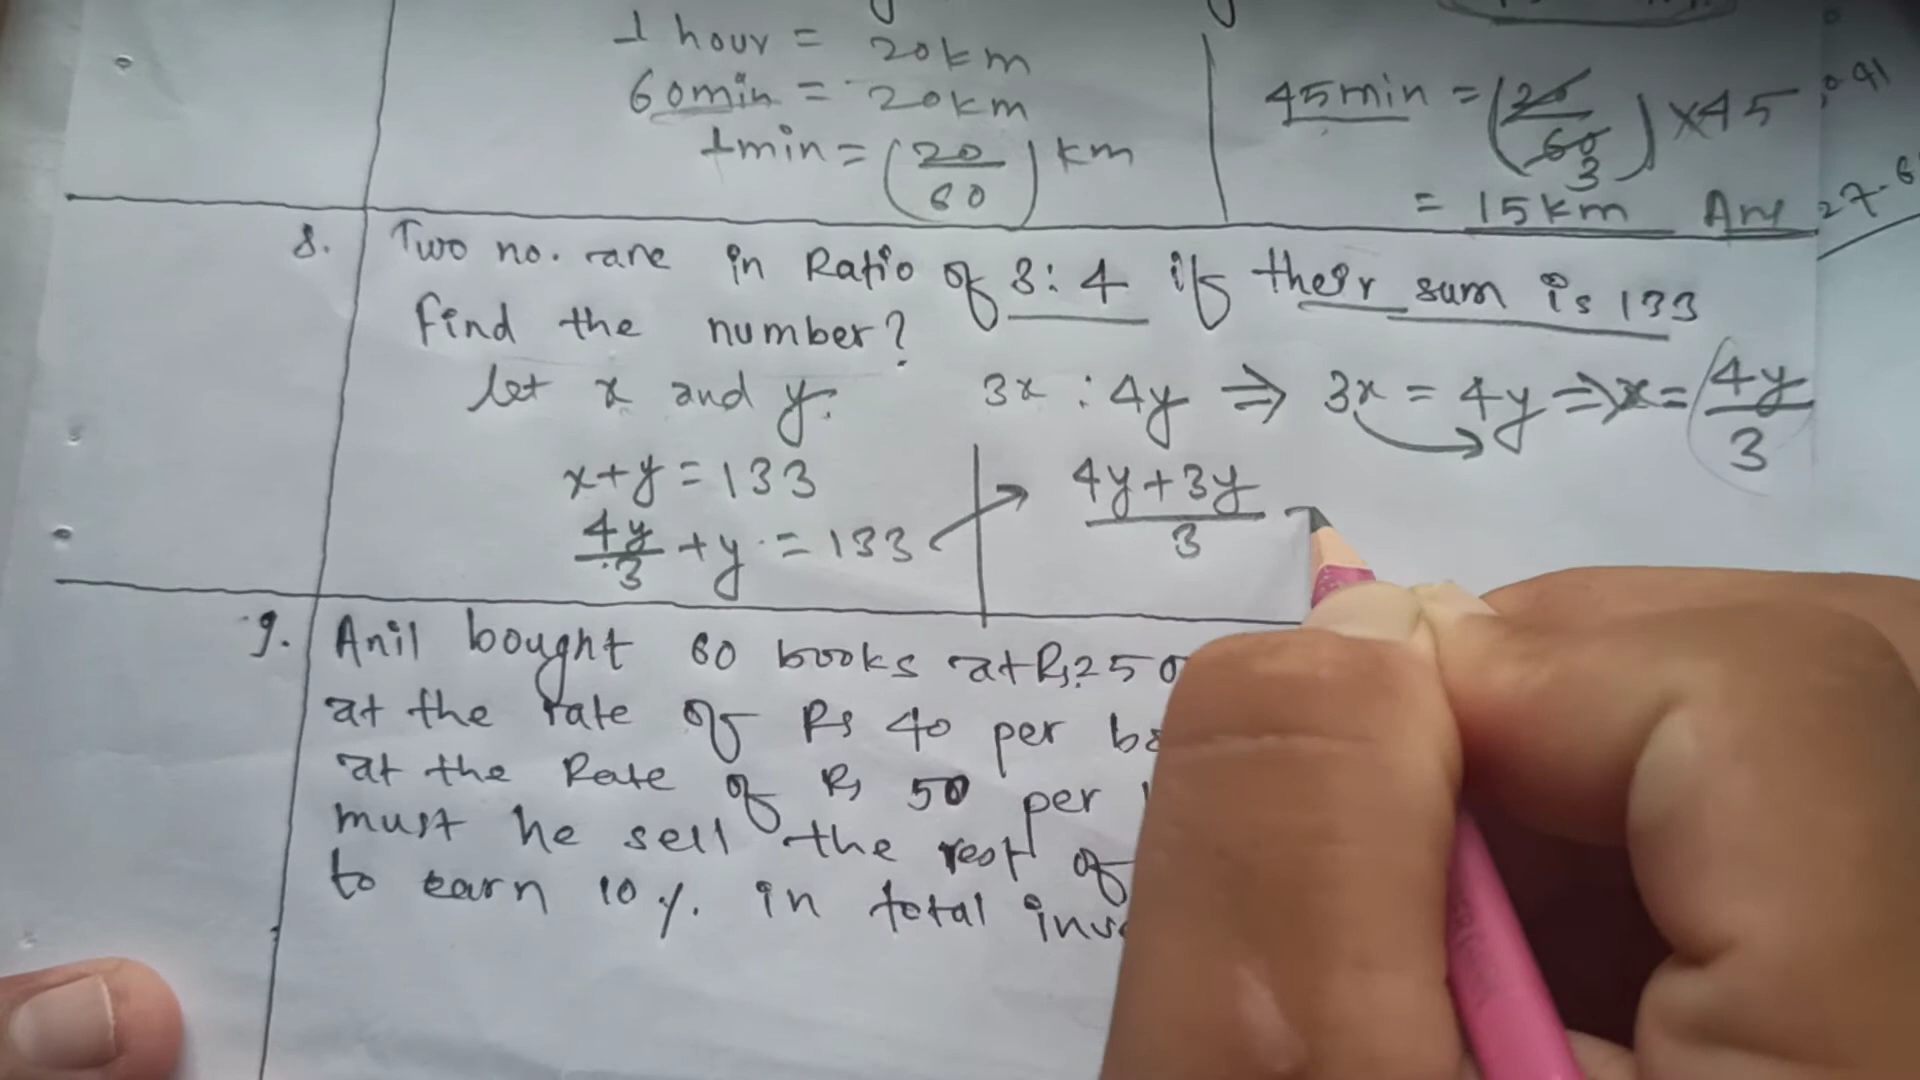 1 hour = 20km
60min = 20km
1min = (20/60) km
45min = (20/60) x45
3
= 15km Ans
8. Two no. are in Ratio of 3:4 if their sum is 133
find the number?
let x and y. 3x : 4y ⇒ 3x = 4y ⇒ x = 4y/3
x+y = 133
4y/3 + y = 133
4y+3y/3
9. Anil bought 60 books at Rs 250
at the rate of Rs 40 per
at the Rate of Rs 50 per
must he sell the rest of
to earn 10%. in total